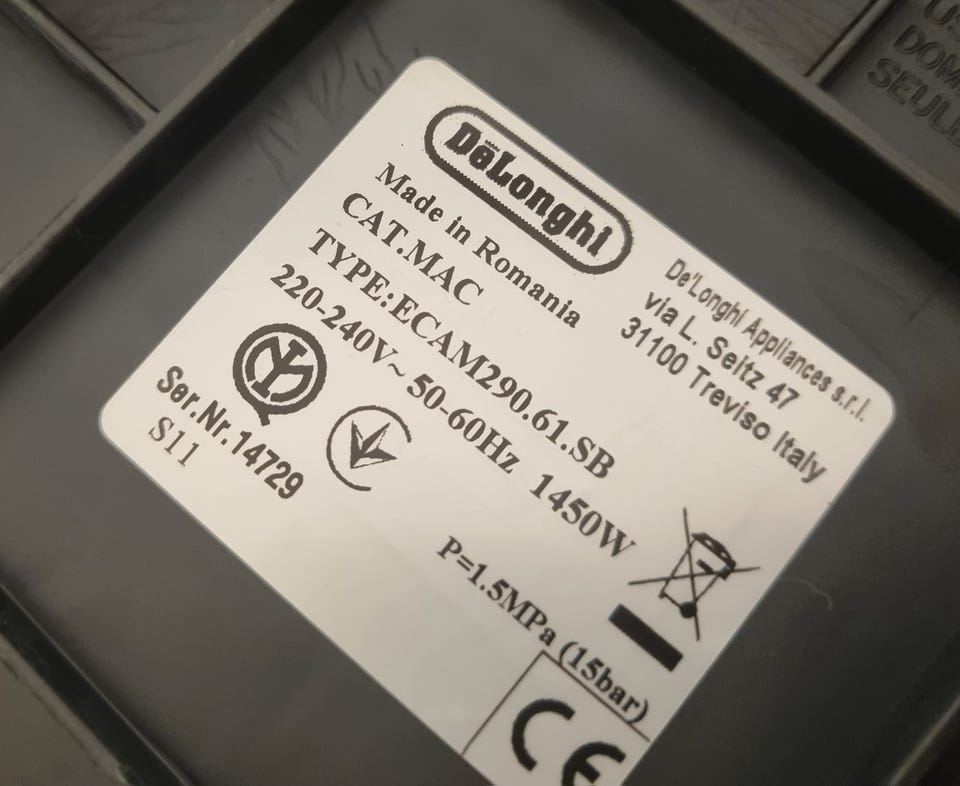 DeLonghi
De'Longhi Appliances s.r.l.
via L. Seitz 47
31100 Treviso Italy
Made in Romania
CAT.MAC
TYPE:ECAM290.61.SB
220-240V~ 50-60Hz 1450W
Ser.Nr.14729
S11
P=1.5MPa (15bar)
CE